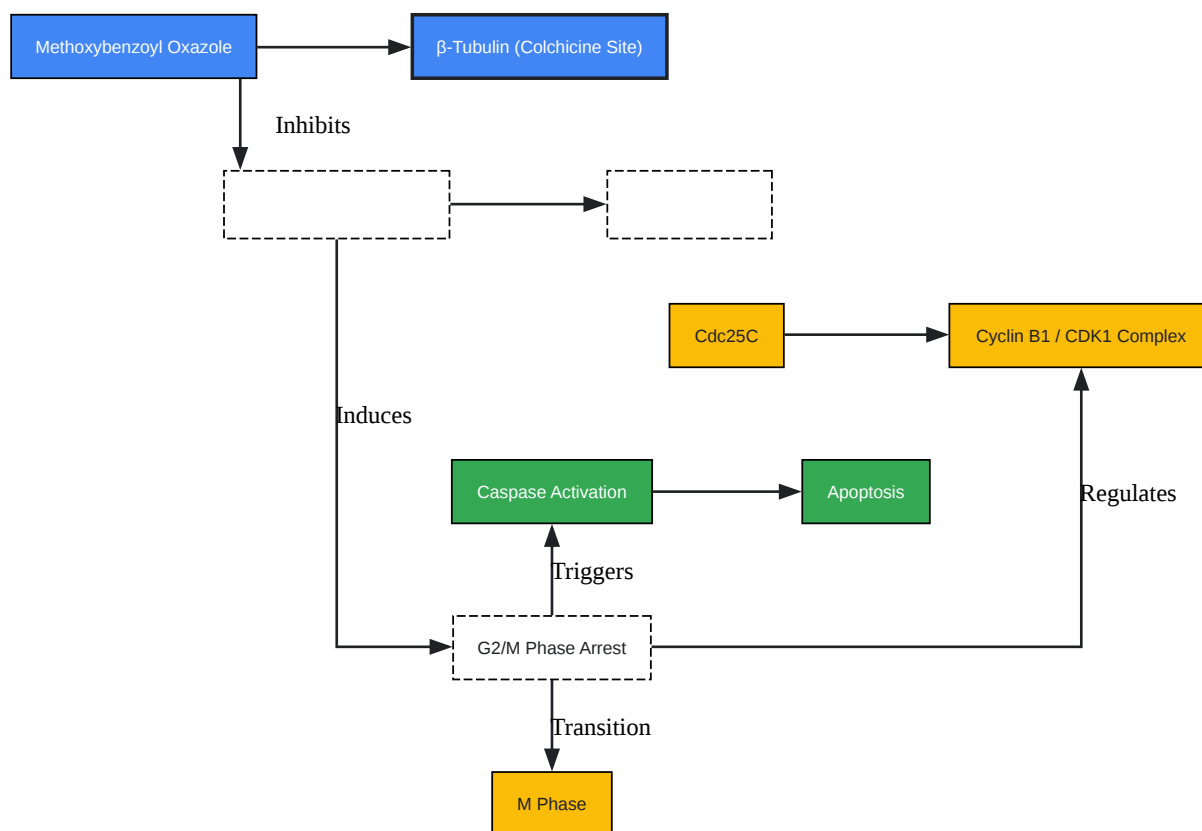 Methoxybenzoyl Oxazole
β-Tubulin (Colchicine Site)
Inhibits
Cdc25C
Cyclin B1 / CDK1 Complex
Induces
Caspase Activation
Apoptosis
Regulates
Triggers
G2/M Phase Arrest
Transition
M Phase